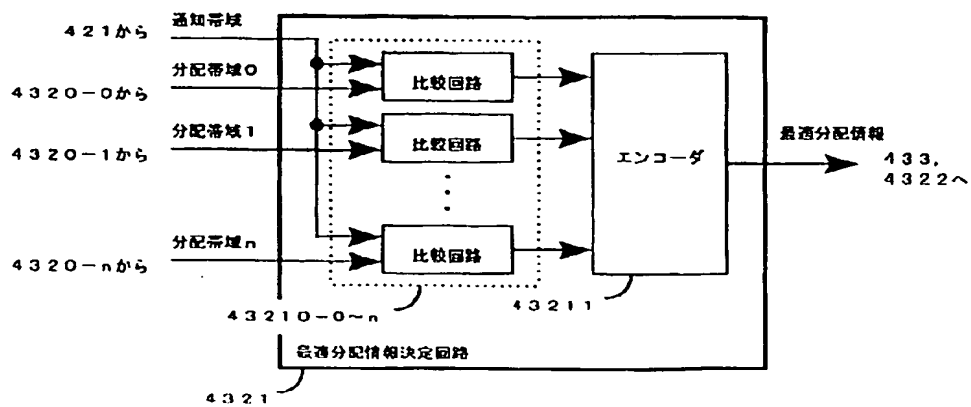 通知帯域
421から
分配帯域0
4320-0から
分配帯域1
4320-1から
分配帯域n
4320-nから
比較回路
比較回路
比較回路
エンコーダ
最適分配情報
433,
4322へ
43210-0~n
43211
最適分配情報決定回路
4321